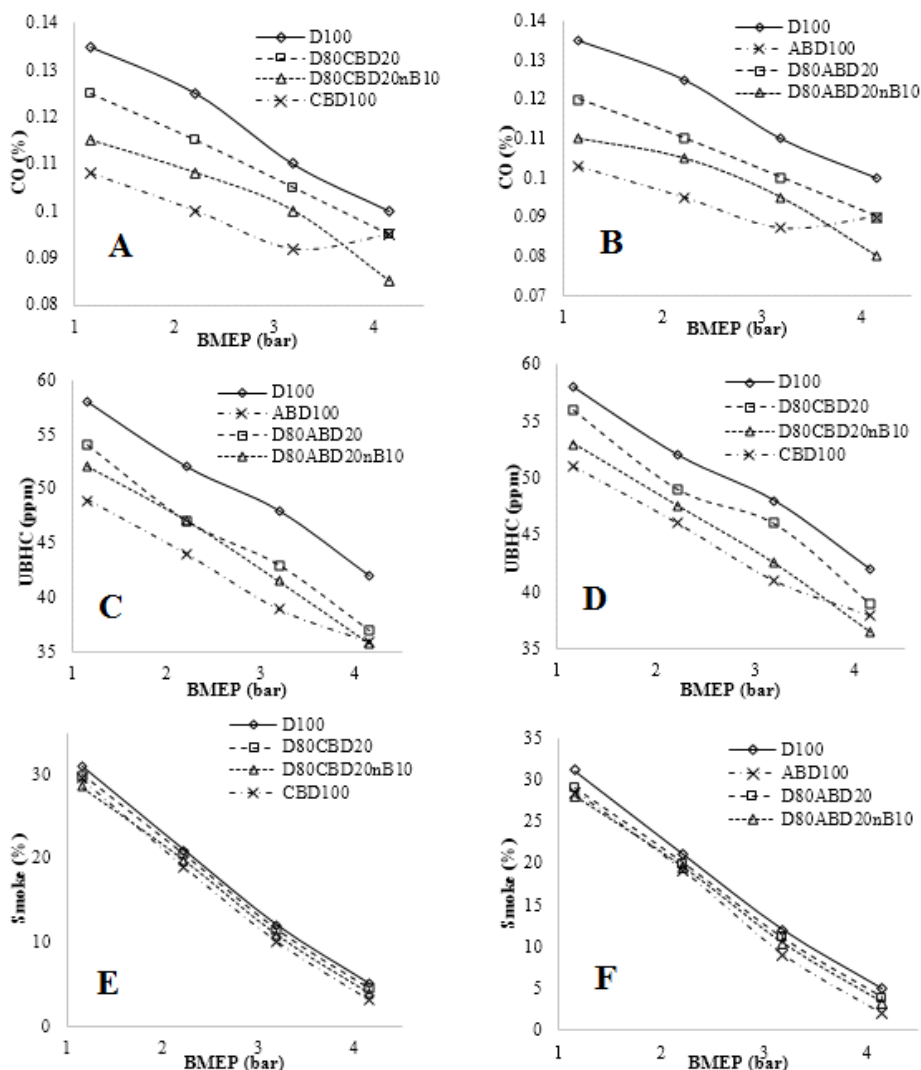 0.14
0.13
0.12
0.11
0.1
0.09
0.08
CO (%)
D100
D80CBD20
D80CBD20nB10
CBD100
A
1 2 3 4
BMEP (bar)
0.14
0.13
0.12
0.11
0.1
0.09
0.08
0.07
CO (%)
D100
ABD100
D80ABD20
D80ABD20nB10
B
1 2 3 4
BMEP (bar)
60
55
50
45
40
35
UBHC (ppm)
D100
ABD100
D80ABD20
D80ABD20nB10
C
1 2 3 4
BMEP (bar)
60
55
50
45
40
35
UBHC (ppm)
D100
D80CBD20
D80CBD20nB10
CBD100
D
1 2 3 4
BMEP (bar)
30
20
10
0
Smoke (%)
D100
D80CBD20
D80CBD20nB10
CBD100
E
1 2 3 4
BMEP (bar)
35
30
25
20
15
10
5
0
Smoke (%)
D100
ABD100
D80ABD20
D80ABD20nB10
F
1 2 3 4
BMEP (bar)